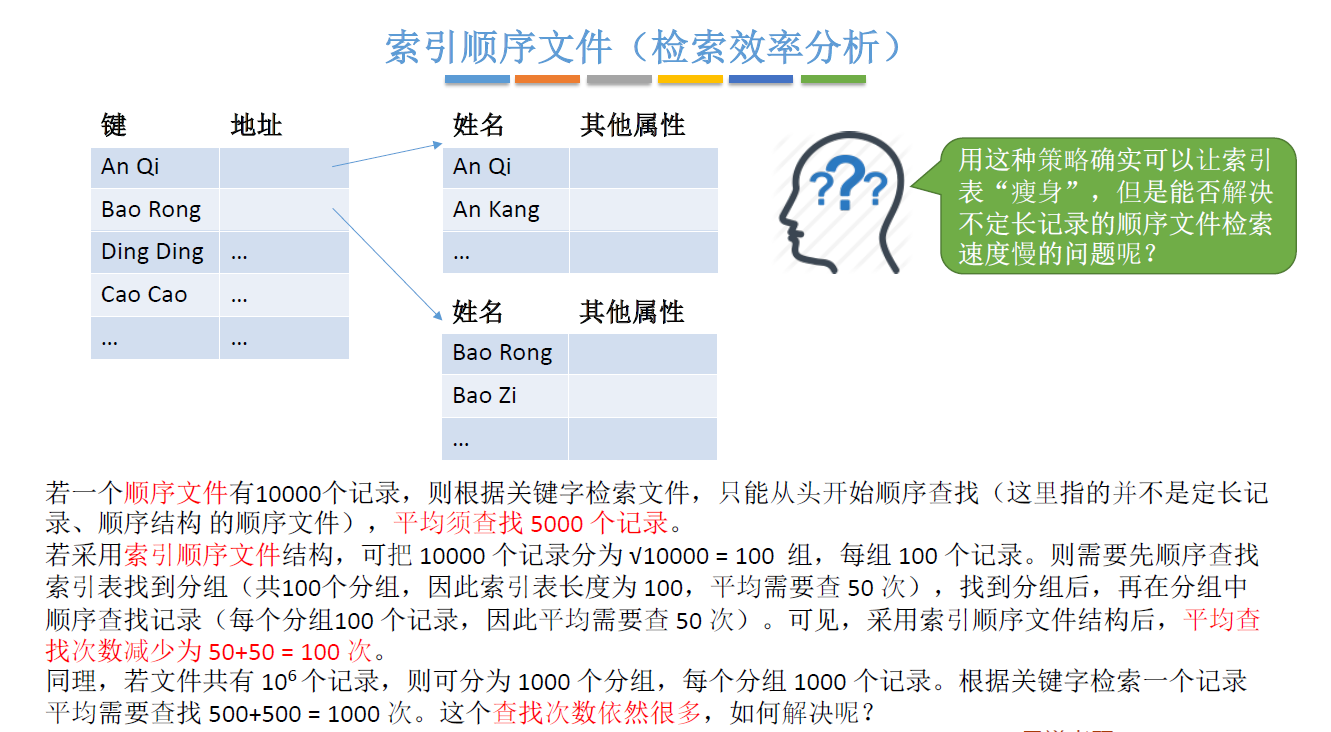 索引顺序文件（检索效率分析）
键 地址
An Qi
Bao Rong
Ding Ding ...
Cao Cao ...
... ...
姓名 其他属性
An Qi
An Kang
...
姓名 其他属性
Bao Rong
Bao Zi
...
???
用这种策略确实可以让索引
表“瘦身”，但是能否解决
不定长记录的顺序文件检索
速度慢的问题呢？
若一个顺序文件有10000个记录，则根据关键字检索文件，只能从头开始顺序查找（这里指的并不是定长记
录、顺序结构 的顺序文件），平均须查找 5000 个记录。
若采用索引顺序文件结构，可把 10000 个记录分为 √10000 = 100 组，每组 100 个记录。则需要先顺序查找
索引表找到分组（共100个分组，因此索引表长度为 100，平均需要查 50 次），找到分组后，再在分组中
顺序查找记录（每个分组100 个记录，因此平均需要查 50 次）。可见，采用索引顺序文件结构后，平均查
找次数减少为 50+50 = 100 次。
同理，若文件共有 10⁶ 个记录，则可分为 1000 个分组，每个分组 1000 个记录。根据关键字检索一个记录
平均需要查找 500+500 = 1000 次。这个查找次数依然很多，如何解决呢？